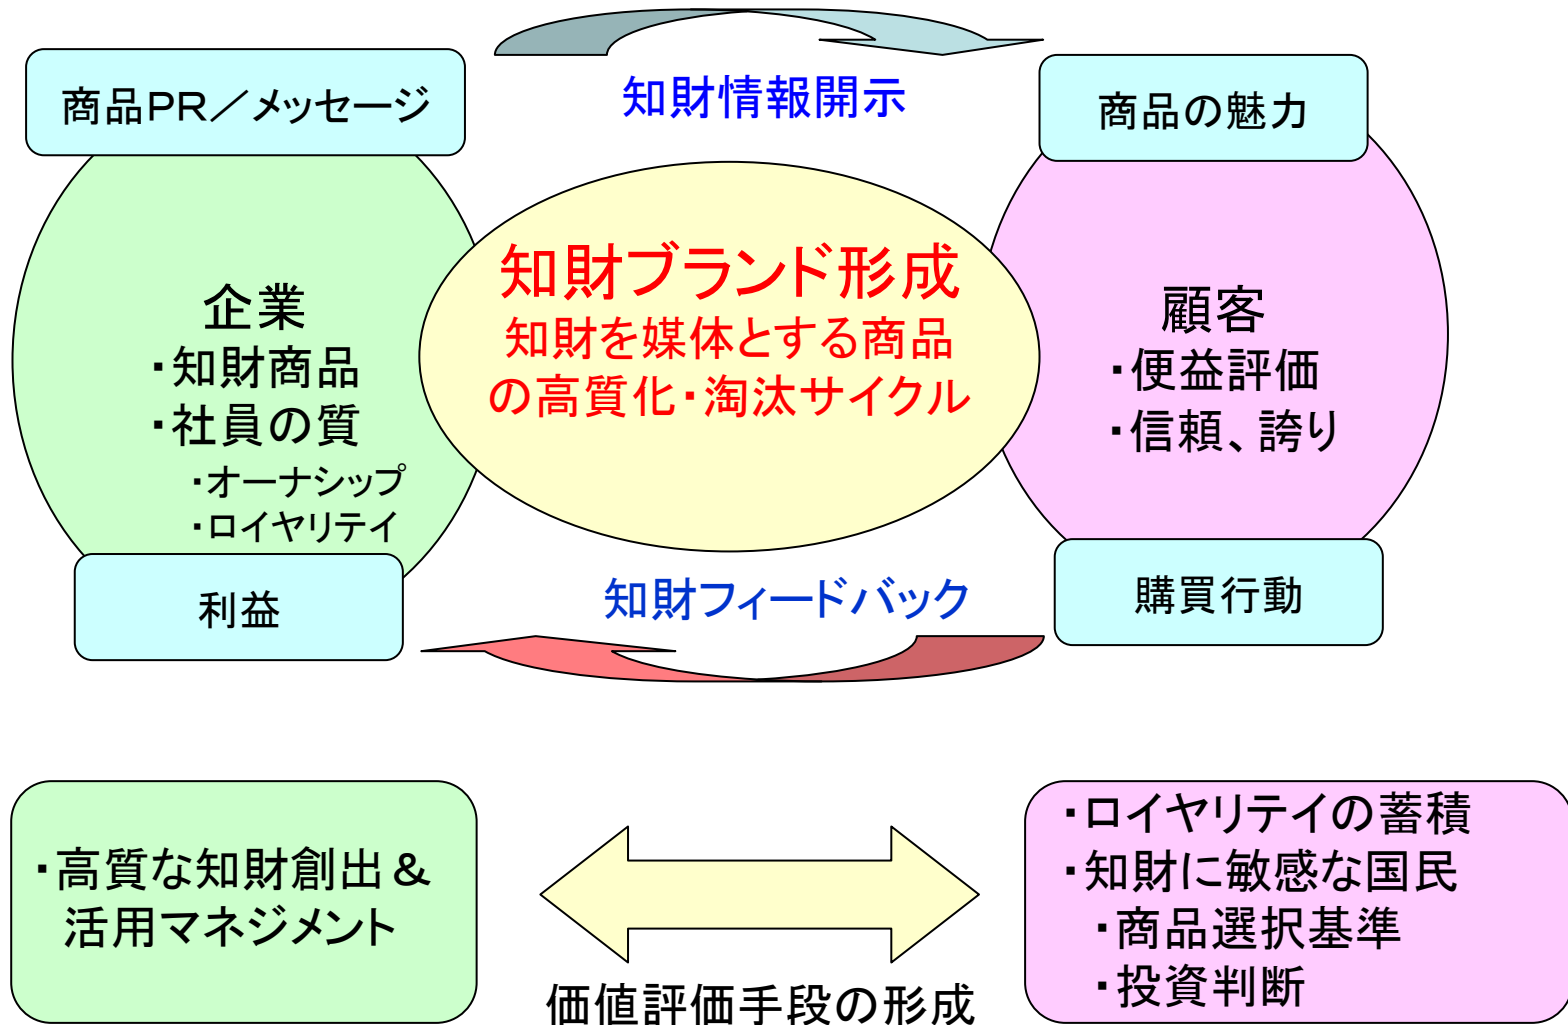 商品PR／メッセージ
知財情報開示
商品の魅力
企業
・知財商品
・社員の質
・オーナシップ
・ロイヤリテイ
利益
知財ブランド形成
知財を媒体とする商品
の高質化・淘汰サイクル
顧客
・便益評価
・信頼、誇り
購買行動
知財フィードバック
・高質な知財創出＆
活用マネジメント
価値評価手段の形成
・ロイヤリテイの蓄積
・知財に敏感な国民
・商品選択基準
・投資判断